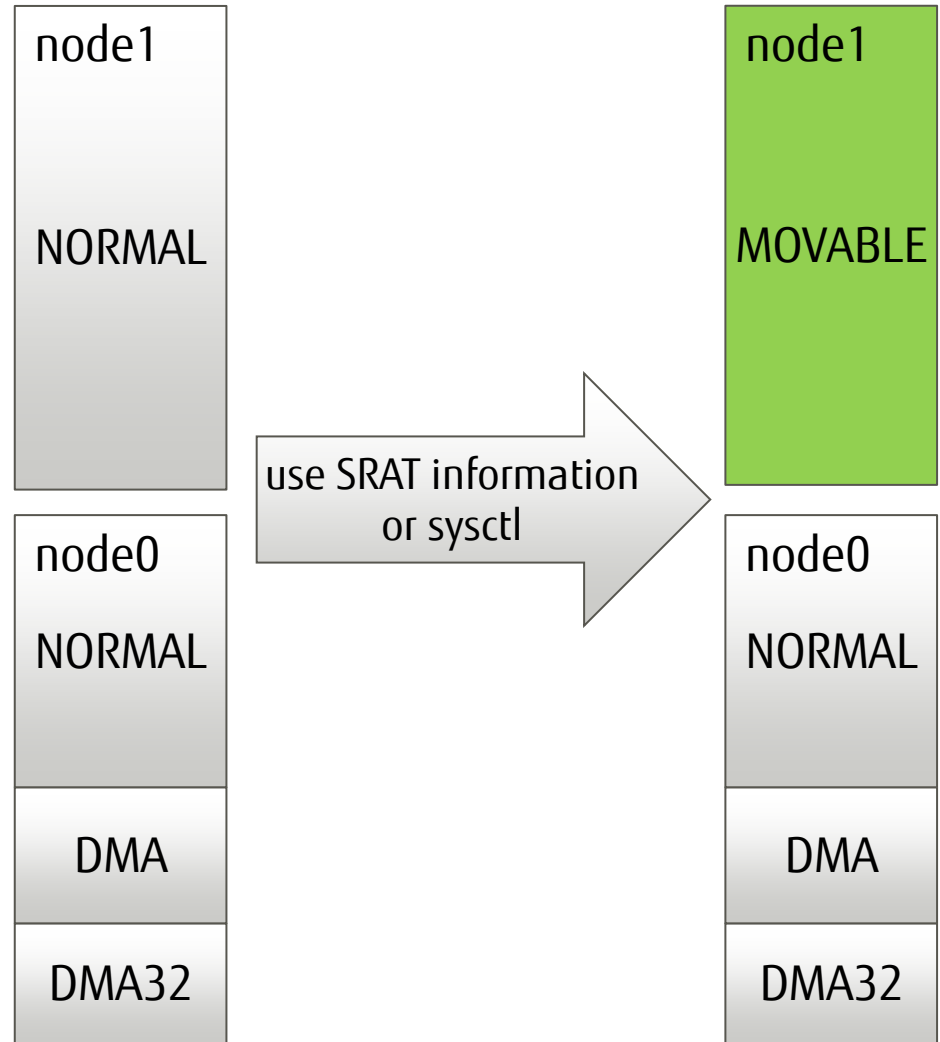 node1
NORMAL
node0
NORMAL
DMA
DMA32
use SRAT information
or sysctl
node1
MOVABLE
node0
NORMAL
DMA
DMA32